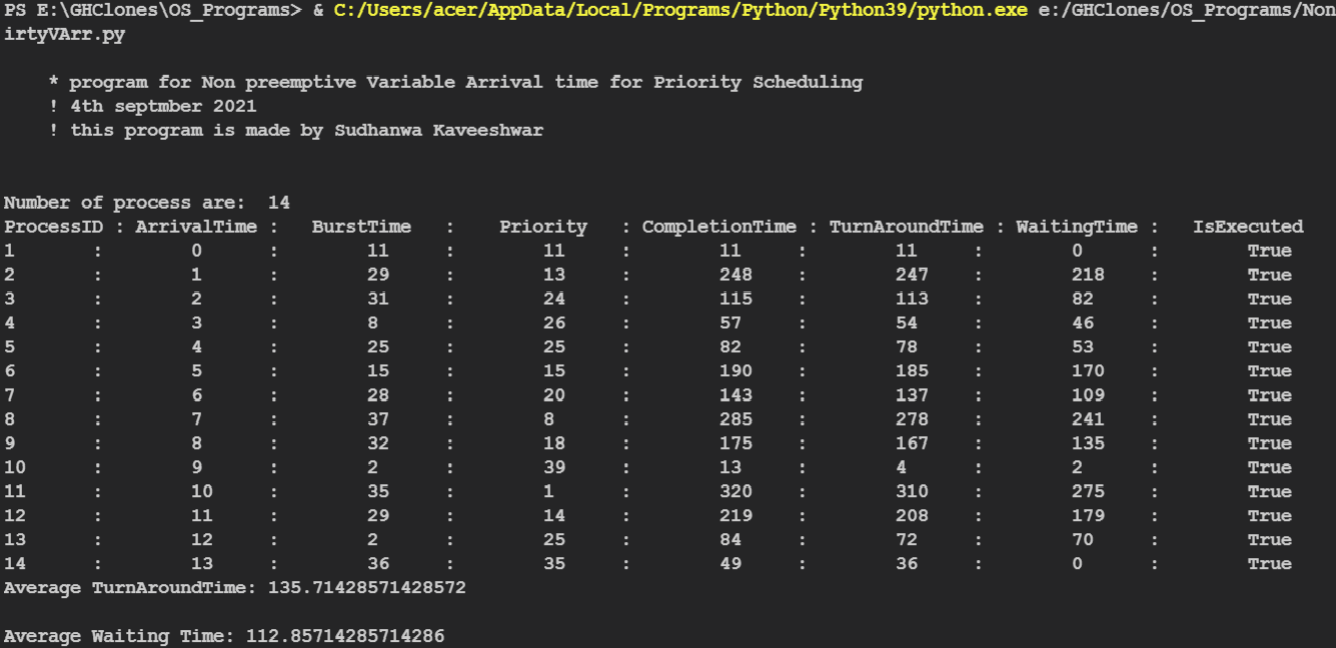 PS E:\GHClones\OS_Programs> & C:/Users/acer/AppData/Local/Programs/Python/Python39/python.exe e:/GHClones/OS_Programs/Non
irtyVArr.py
* program for Non preemptive Variable Arrival time for Priority Scheduling
! 4th septmber 2021
! this program is made by Sudhanwa Kaveeshwar
Number of process are:  14
ProcessID : ArrivalTime :   BurstTime   :    Priority   : CompletionTime : TurnAroundTime : WaitingTime :   IsExecuted
1 : 0 : 11 : 11 : 11 : 11 : 0 : True
2 : 1 : 29 : 13 : 248 : 247 : 218 : True
3 : 2 : 31 : 24 : 115 : 113 : 82 : True
4 : 3 : 8 : 26 : 57 : 54 : 46 : True
5 : 4 : 25 : 25 : 82 : 78 : 53 : True
6 : 5 : 15 : 15 : 190 : 185 : 170 : True
7 : 6 : 28 : 20 : 143 : 137 : 109 : True
8 : 7 : 37 : 8 : 285 : 278 : 241 : True
9 : 8 : 32 : 18 : 175 : 167 : 135 : True
10 : 9 : 2 : 39 : 13 : 4 : 2 : True
11 : 10 : 35 : 1 : 320 : 310 : 275 : True
12 : 11 : 29 : 14 : 219 : 208 : 179 : True
13 : 12 : 2 : 25 : 84 : 72 : 70 : True
14 : 13 : 36 : 35 : 49 : 36 : 0 : True
Average TurnAroundTime: 135.71428571428572
Average Waiting Time: 112.85714285714286